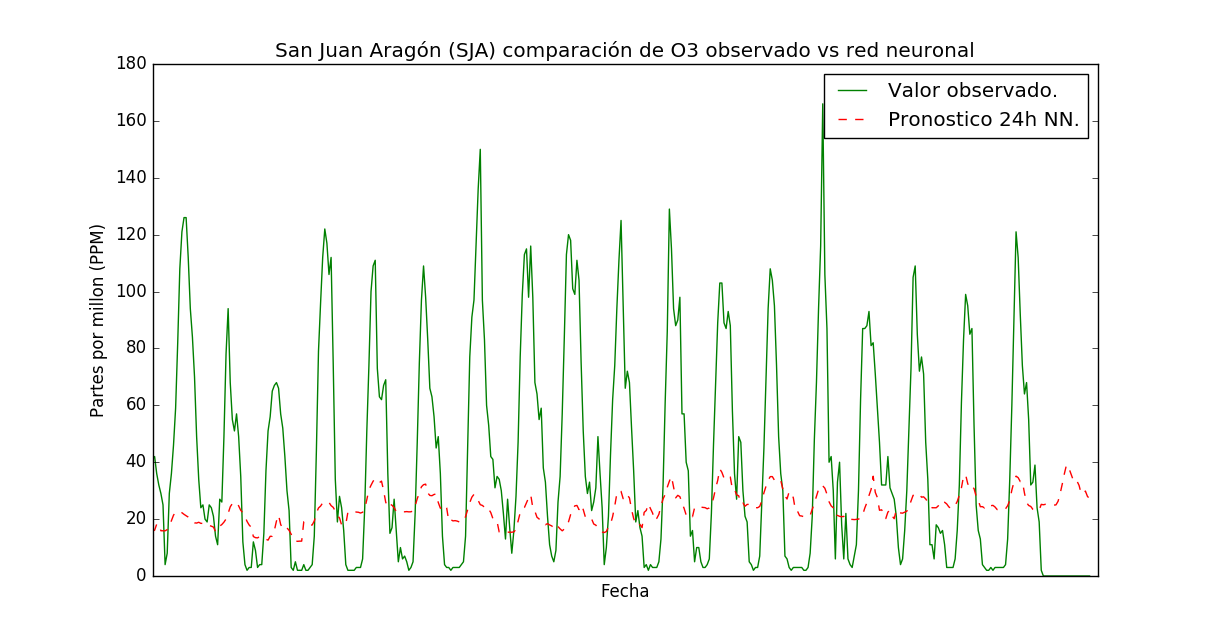 San Juan Aragón (SJA) comparación de O3 observado vs red neuronal
180
160
140
120
100
80
60
40
20
0
Partes por millon (PPM)
Valor observado.
Pronostico 24h NN.
Fecha